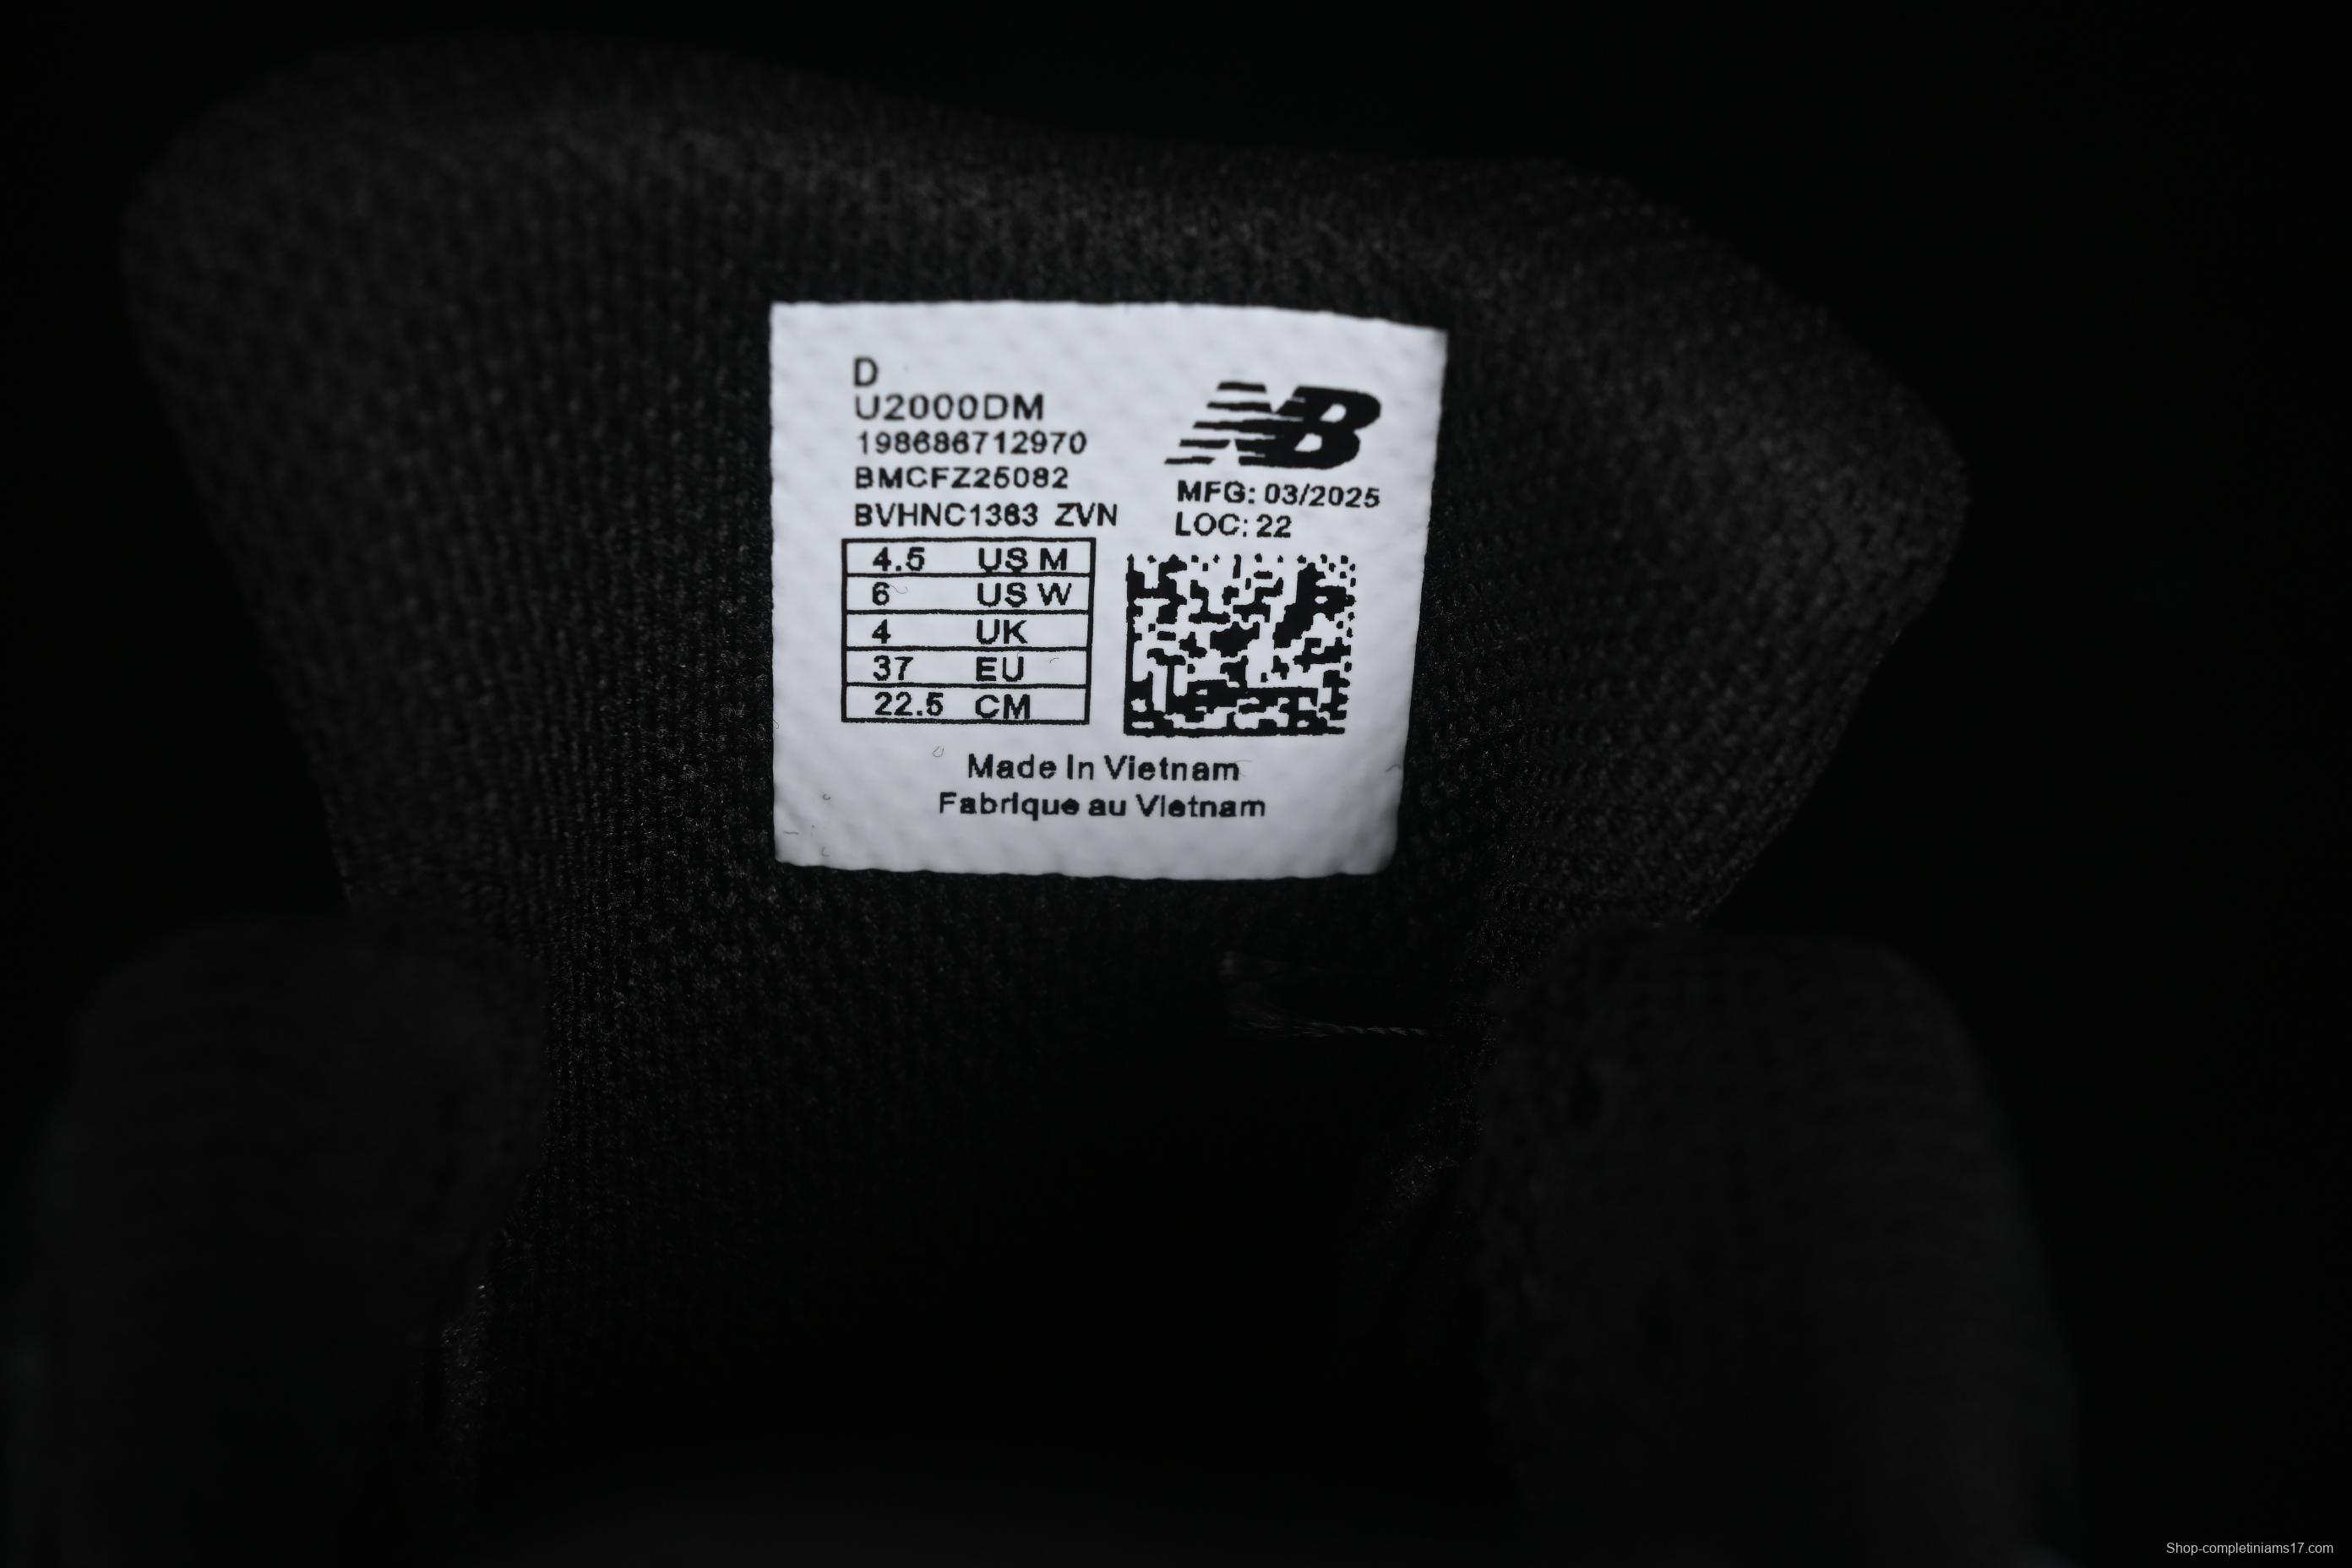 D
U2000DM
198686712970
BMCFZ25082
BVHNC1363 ZVN
NB
MFG: 03/2025
LOC: 22
4.5 US M
6 US W
4 UK
37 EU
22.5 CM
Made In Vietnam
Fabrique au Vietnam
Shop-completiniams17.com